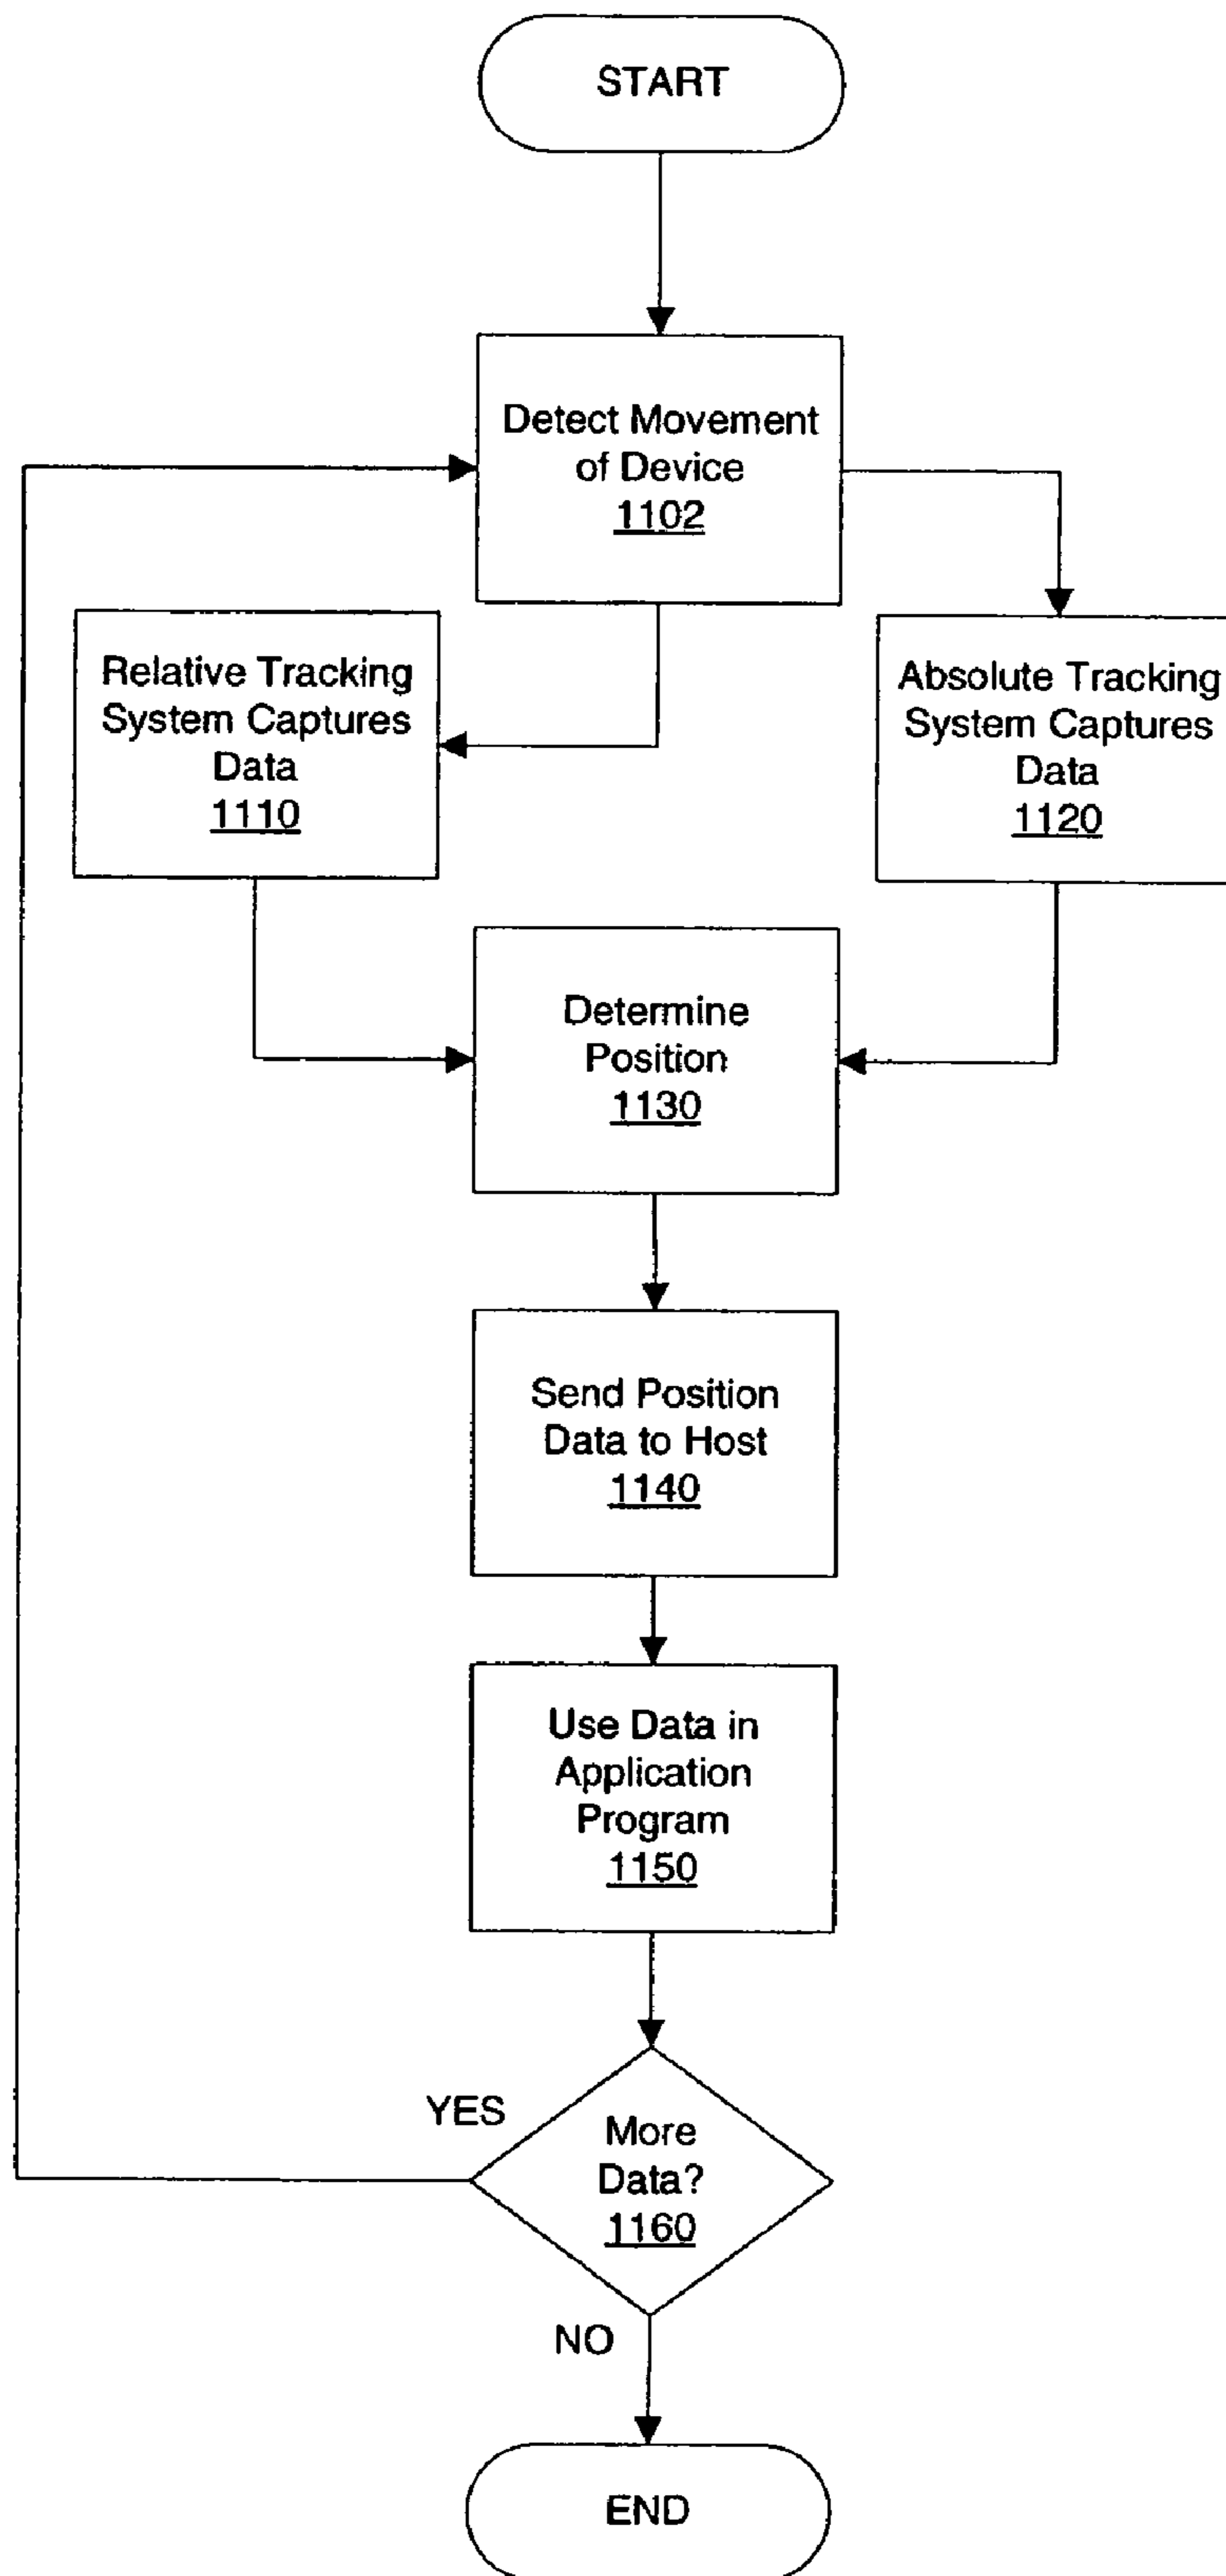 START
Detect Movement
of Device
1102
Relative Tracking
System Captures
Data
1110
Absolute Tracking
System Captures
Data
1120
Determine
Position
1130
Send Position
Data to Host
1140
Use Data in
Application
Program
1150
YES
More
Data?
1160
NO
END